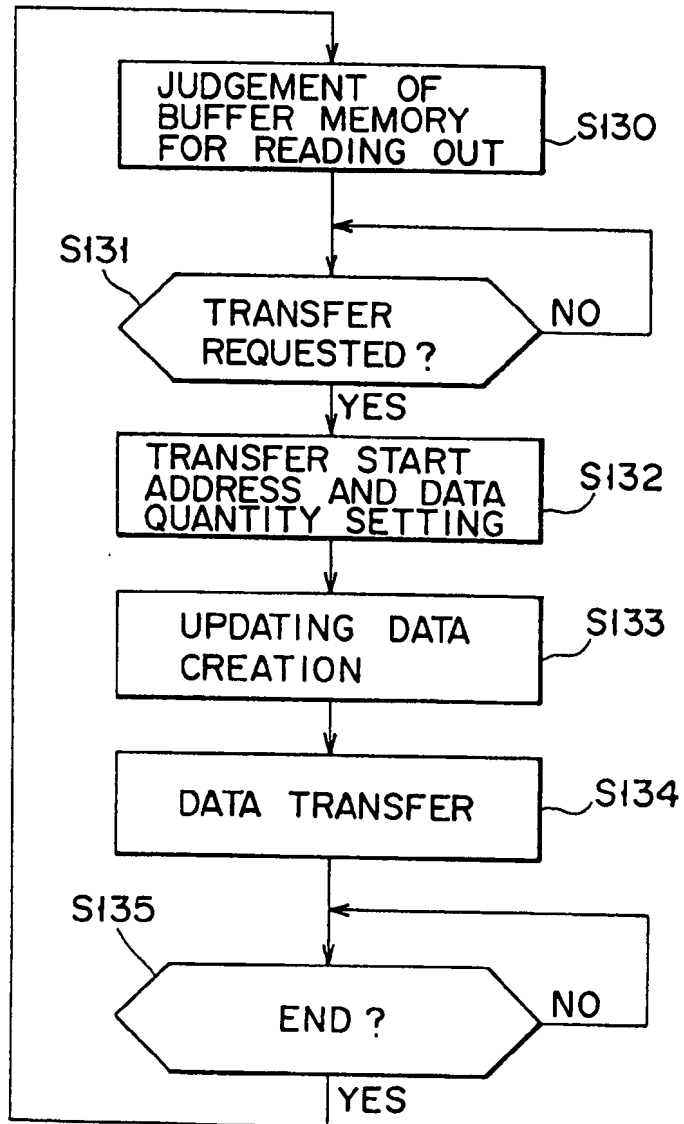 JUDGEMENT OF
BUFFER MEMORY
FOR READING OUT
S130
S131
TRANSFER
REQUESTED?
NO
YES
TRANSFER START
ADDRESS AND DATA
QUANTITY SETTING
S132
UPDATING DATA
CREATION
S133
DATA TRANSFER
S134
S135
END?
NO
YES